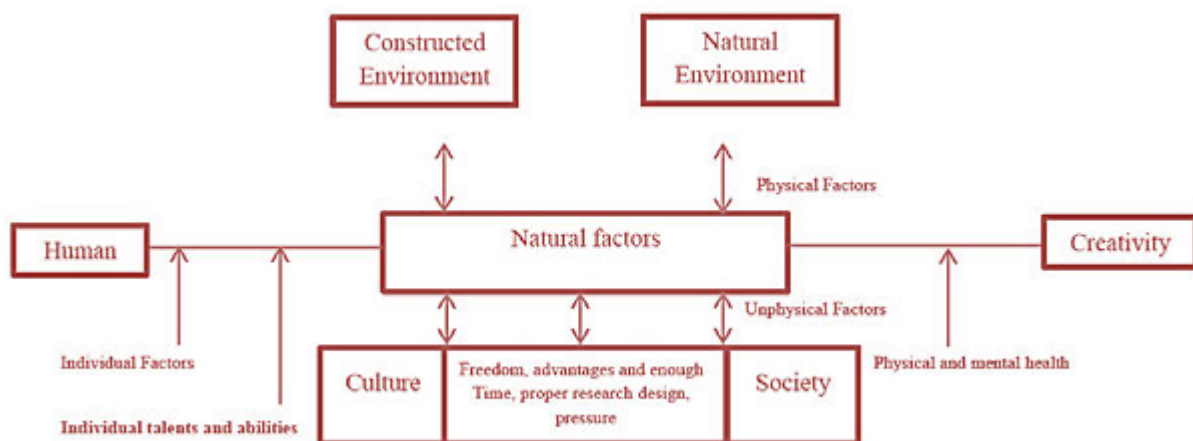 Constructed
Environment
Natural
Environment
Physical Factors
Human
Natural factors
Creativity
Unphysical Factors
Individual Factors
Culture
Freedom, advantages and enough
Time, proper research design,
pressure
Society
Physical and mental health
Individual talents and abilities